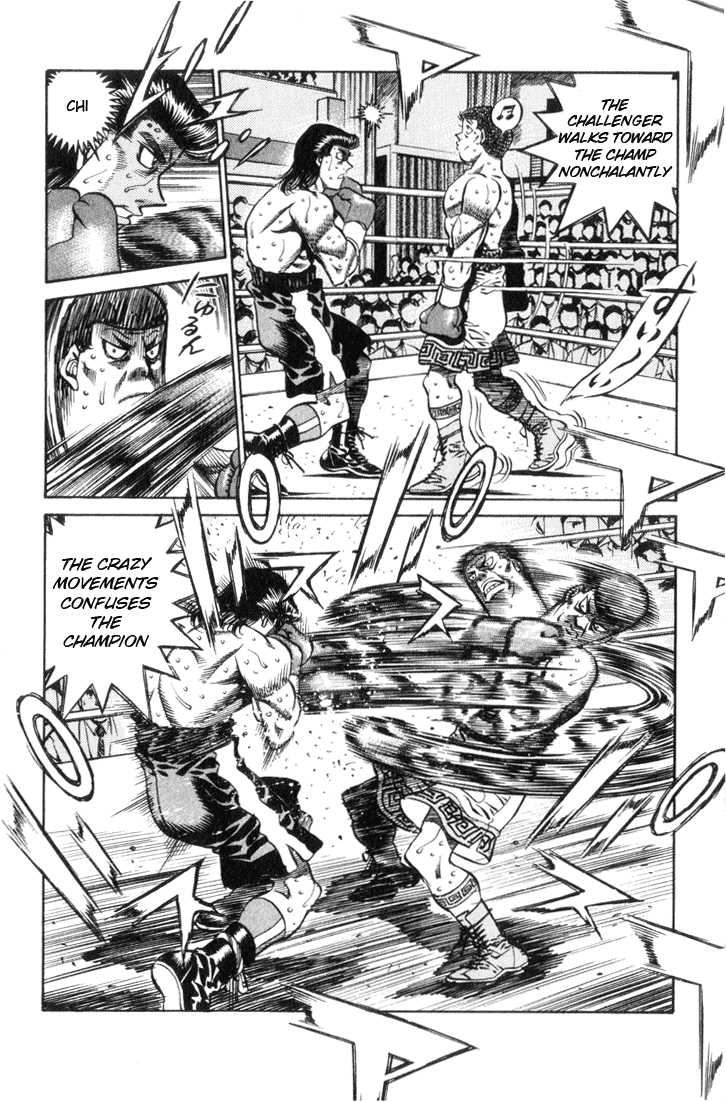 THE
CHALLENGER
WALKS TOWARD
THE CHAMP
NONCHALANTLY
CHI
THE CRAZY
MOVEMENTS
CONFUSES
THE
CHAMPION